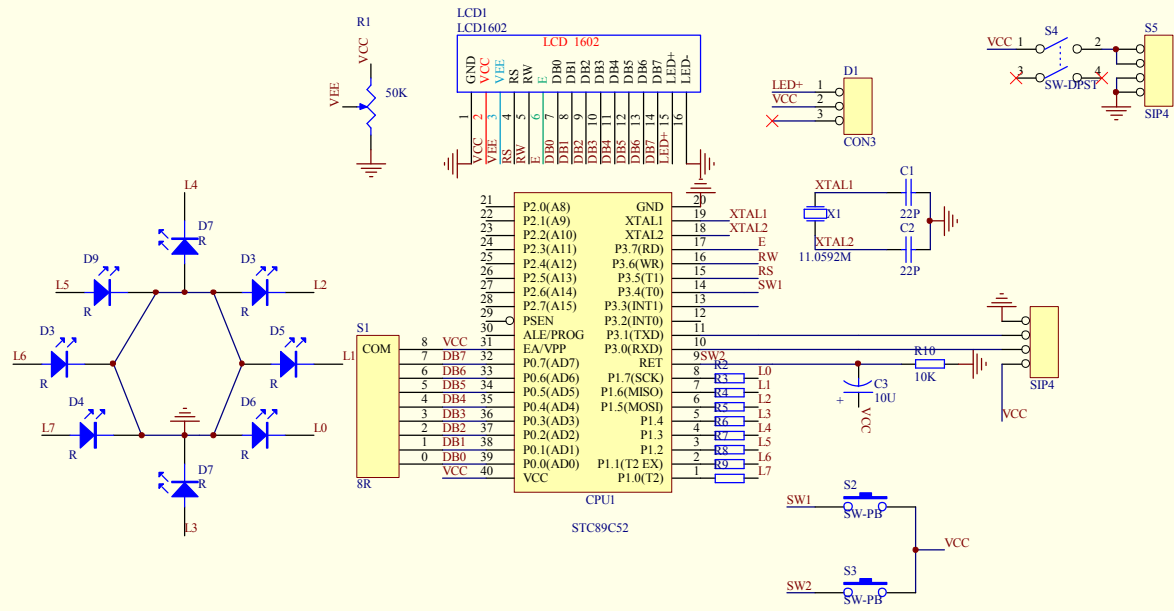 R1
VCC
VEE
50K
LCD1
LCD1602
LCD 1602
GND
VCC
VEE
RS
RW
E
DB0
DB1
DB2
DB3
DB4
DB5
DB6
DB7
LED+
LED-
1 2 3 4 5 6 7 8 9 10 11 12 13 14 15 16
VCC
VEE
RS
RW
E
DB0
DB1
DB2
DB3
DB4
DB5
DB6
DB7
LED+
D1
LED+ 1
VCC 2
3
CON3
S4
VCC 1 2
3 4
SW-DPST
S5
SIP4
L4
D7
R
D9
L5
R
D3
L2
R
D3
L6
R
D5
L1
R
D4
L7
R
D6
L0
R
D7
R
L3
S1
COM
8R
8 VCC 31
7 DB7 32
6 DB6 33
5 DB5 34
4 DB4 35
3 DB3 36
2 DB2 37
1 DB1 38
0 DB0 39
VCC 40
21 P2.0(A8)
22 P2.1(A9)
23 P2.2(A10)
24 P2.3(A11)
25 P2.4(A12)
26 P2.5(A13)
27 P2.6(A14)
28 P2.7(A15)
29 PSEN
30 ALE/PROG
EA/VPP
P0.7(AD7)
P0.6(AD6)
P0.5(AD5)
P0.4(AD4)
P0.3(AD3)
P0.2(AD2)
P0.1(AD1)
P0.0(AD0)
VCC
GND 20
XTAL1 19 XTAL1
XTAL2 18 XTAL2
P3.7(RD) 17 E
P3.6(WR) 16 RW
P3.5(T1) 15 RS
P3.4(T0) 14 SW1
P3.3(INT1) 13
P3.2(INT0) 12
P3.1(TXD) 11
P3.0(RXD) 10
RET 9 SW2
P1.7(SCK) 8 R2 L0
P1.6(MISO) 7 R3 L1
P1.5(MOSI) 6 R4 L2
P1.4 5 R5 L3
P1.3 4 R6 L4
P1.2 3 R7 L5
P1.1(T2 EX) 2 R8 L6
P1.0(T2) 1 R9 L7
CPU1
STC89C52
XTAL1
X1
XTAL2
11.0592M
C1
22P
C2
22P
R10
10K
C3
10U
+
VCC
SIP4
VCC
S2
SW1
SW-PB
VCC
S3
SW2
SW-PB